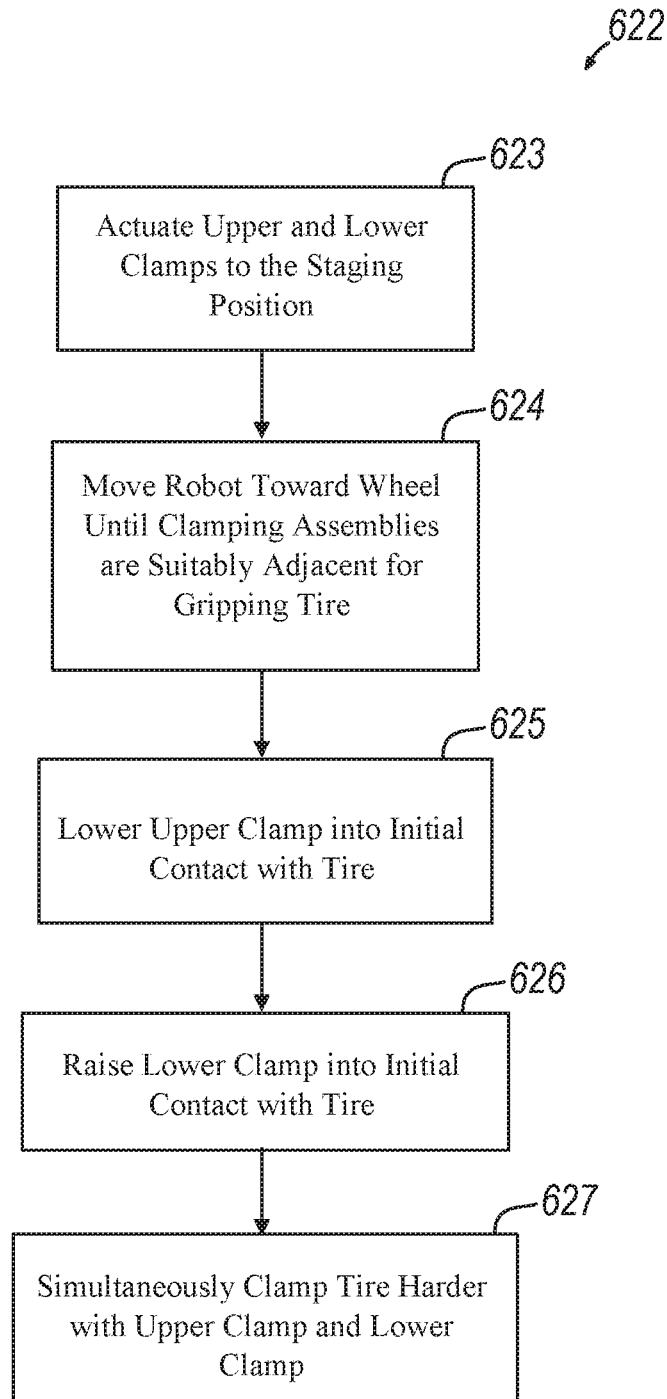 622
623
Actuate Upper and Lower
Clamps to the Staging
Position
624
Move Robot Toward Wheel
Until Clamping Assemblies
are Suitably Adjacent for
Gripping Tire
625
Lower Upper Clamp into Initial
Contact with Tire
626
Raise Lower Clamp into Initial
Contact with Tire
627
Simultaneously Clamp Tire Harder
with Upper Clamp and Lower
Clamp